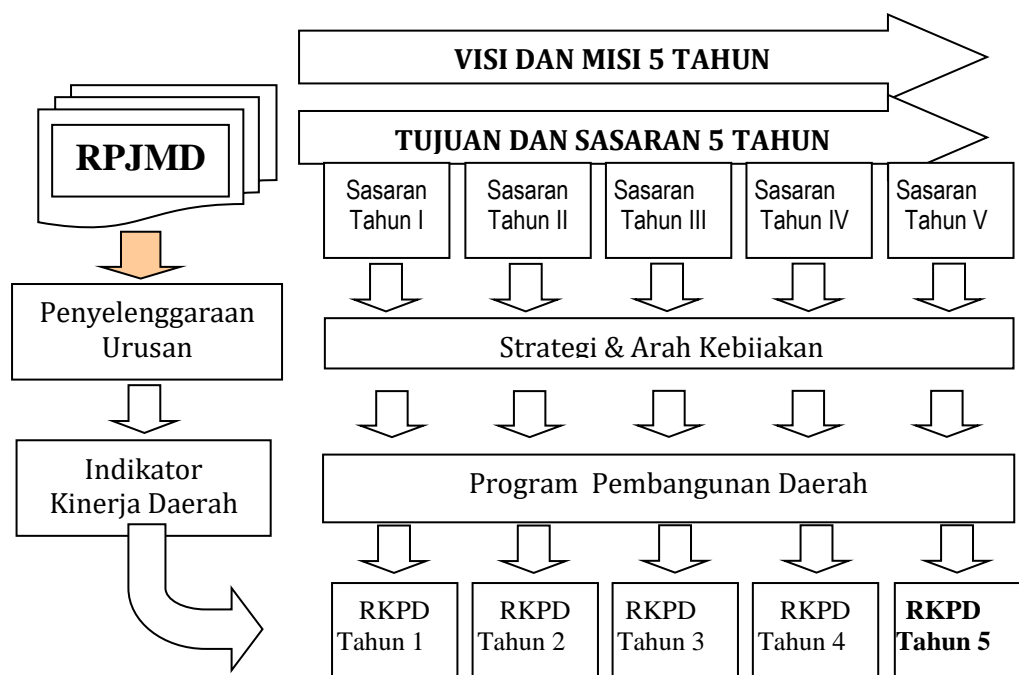 VISI DAN MISI 5 TAHUN
TUJUAN DAN SASARAN 5 TAHUN
RPJMD
Sasaran
Tahun I
Sasaran
Tahun II
Sasaran
Tahun III
Sasaran
Tahun IV
Sasaran
Tahun V
Penyelenggaraan
Urusan
Strategi & Arah Kebijakan
Indikator
Kinerja Daerah
Program Pembangunan Daerah
RKPD
Tahun 1
RKPD
Tahun 2
RKPD
Tahun 3
RKPD
Tahun 4
RKPD
Tahun 5